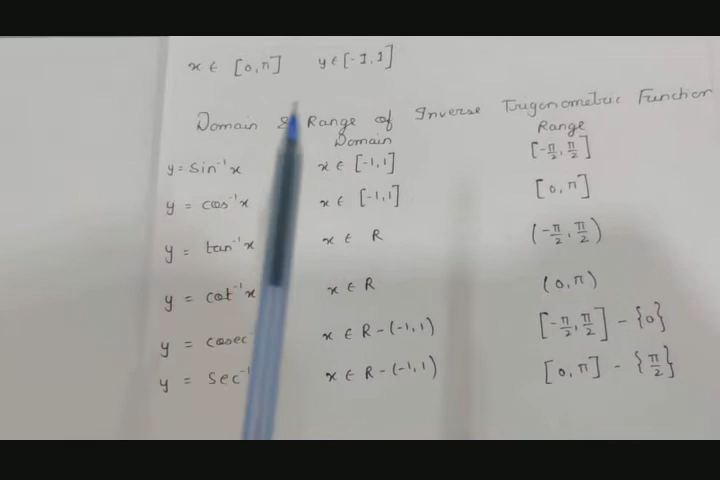 x ∈ [0, π] y ∈ [-1, 1]
Domain & Range of Inverse Trigonometric Function
Domain Range
y = sin⁻¹x x ∈ [-1, 1] [-π/2, π/2]
y = cos⁻¹x x ∈ [-1, 1] [0, π]
y = tan⁻¹x x ∈ R (-π/2, π/2)
y = cot⁻¹x x ∈ R (0, π)
y = cosec⁻ x ∈ R - (-1, 1) [-π/2, π/2] - {0}
y = sec⁻¹ x ∈ R - (-1, 1) [0, π] - {π/2}